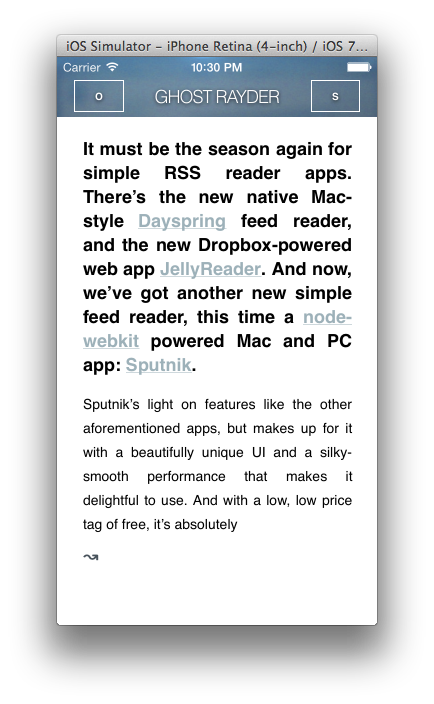 iOS Simulator – iPhone Retina (4-inch) / iOS 7...
Carrier 10:30 PM
O GHOST RAYDER S
It must be the season again for
simple RSS reader apps.
There’s the new native Mac-
style Dayspring feed reader,
and the new Dropbox-powered
web app JellyReader. And now,
we’ve got another new simple
feed reader, this time a node-
webkit powered Mac and PC
app: Sputnik.
Sputnik’s light on features like the other
aforementioned apps, but makes up for it
with a beautifully unique UI and a silky-
smooth performance that makes it
delightful to use. And with a low, low price
tag of free, it’s absolutely
↝